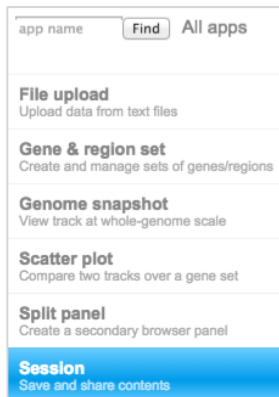 app name Find All apps
File upload
Upload data from text files
Gene & region set
Create and manage sets of genes/regions
Genome snapshot
View track at whole-genome scale
Scatter plot
Compare two tracks over a gene set
Split panel
Create a secondary browser panel
Session
Save and share contents